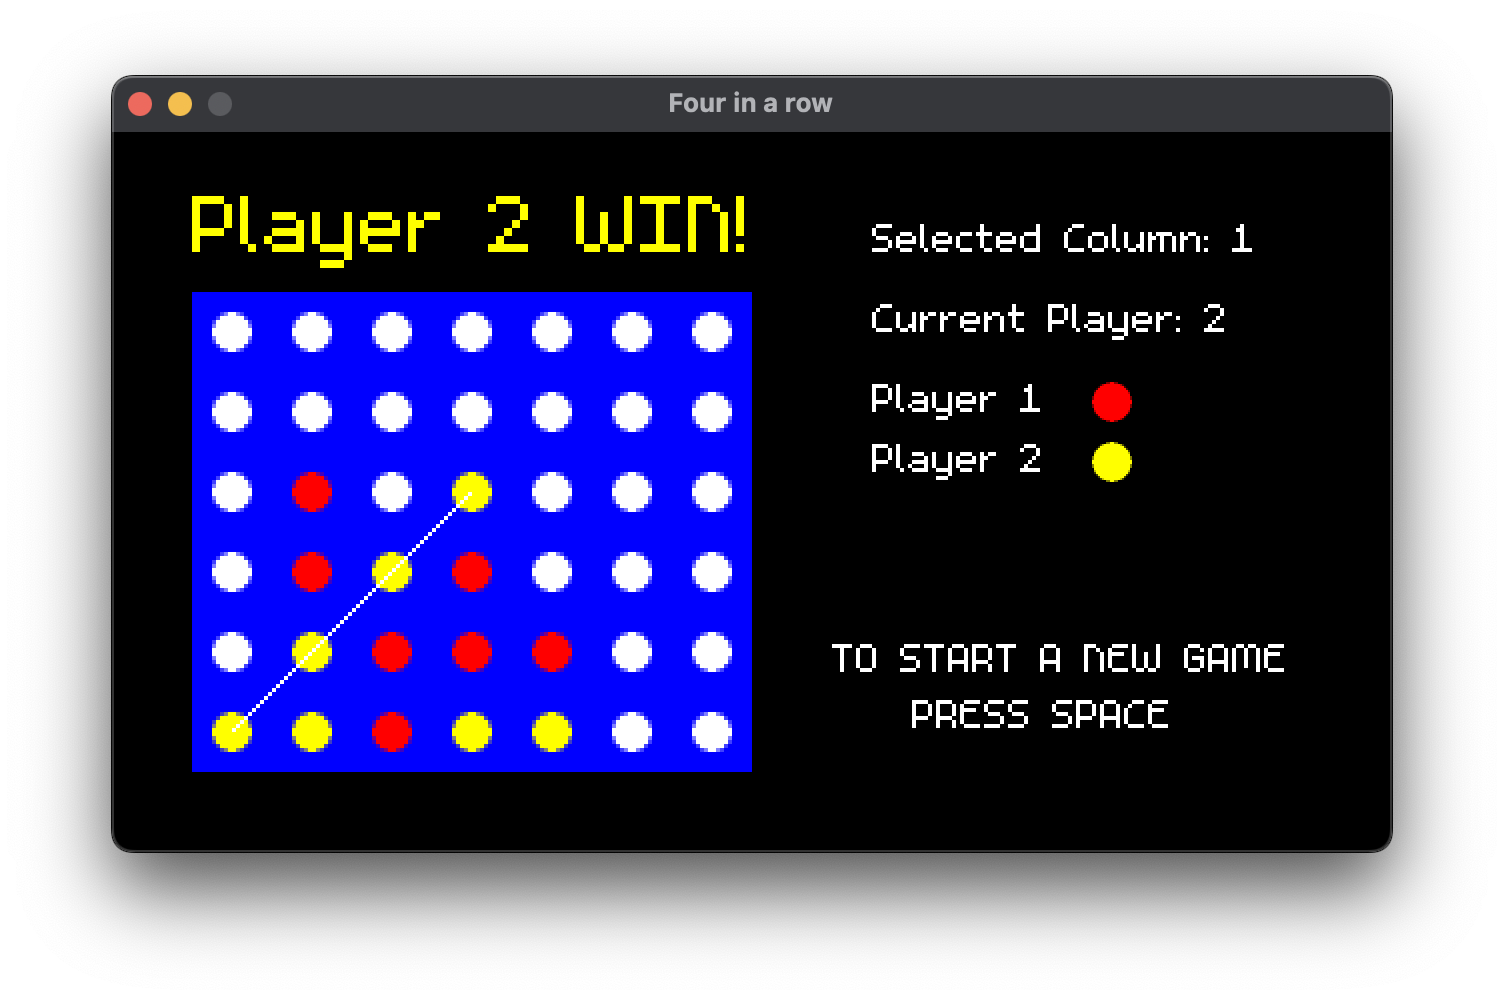 Four in a row
Player 2 WIN!
Selected Column: 1
Current Player: 2
Player 1
Player 2
TO START A NEW GAME
PRESS SPACE